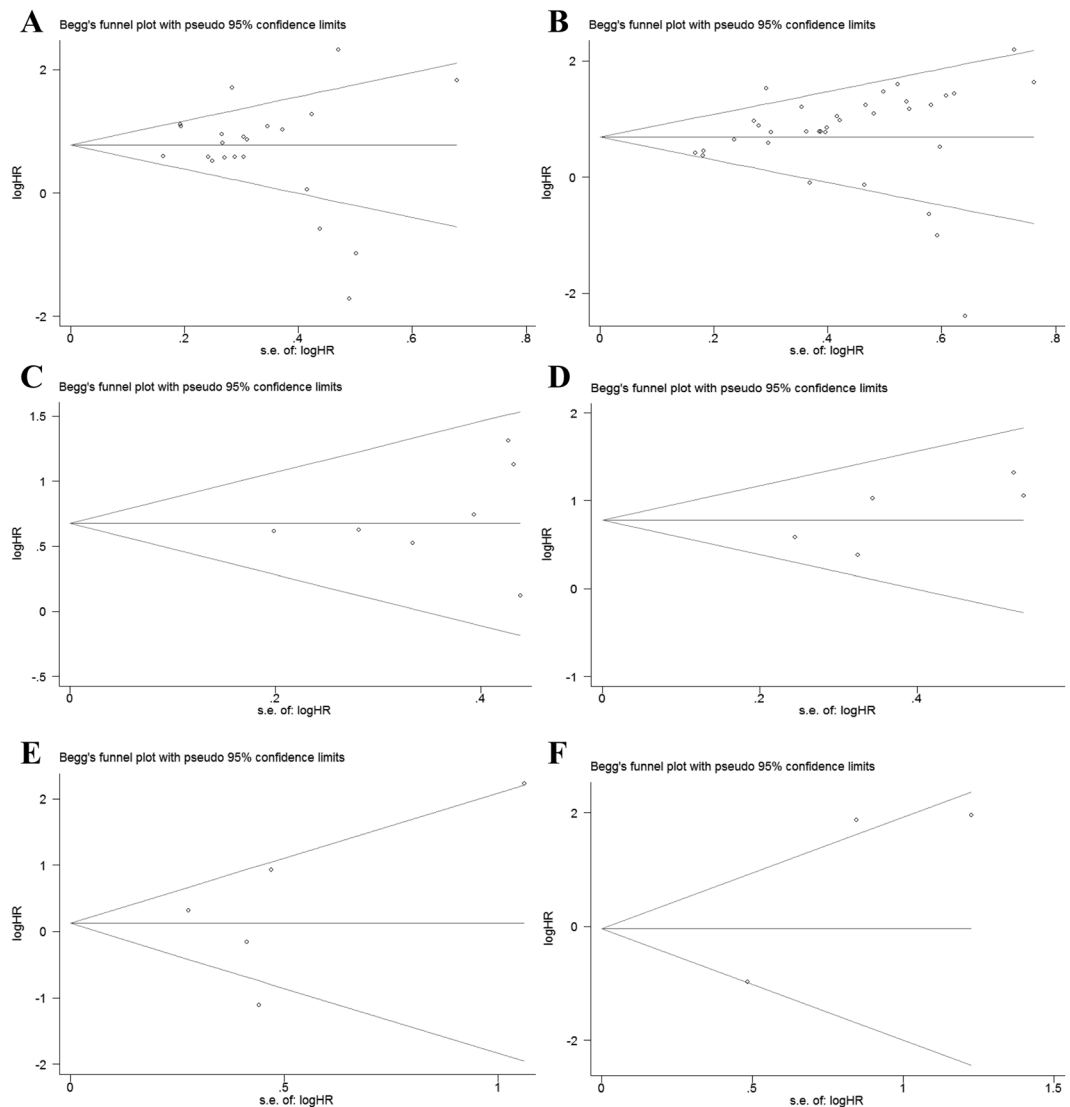 A
Begg's funnel plot with pseudo 95% confidence limits
logHR
2
0
-2
0
.2
.4
.6
.8
s.e. of: logHR
B
Begg's funnel plot with pseudo 95% confidence limits
logHR
2
0
-2
0
.2
.4
.6
.8
s.e. of: logHR
C
Begg's funnel plot with pseudo 95% confidence limits
logHR
1.5
1
.5
0
-.5
0
.2
.4
s.e. of: logHR
D
Begg's funnel plot with pseudo 95% confidence limits
logHR
2
1
0
-1
0
.2
.4
s.e. of: logHR
E
Begg's funnel plot with pseudo 95% confidence limits
logHR
2
1
0
-1
-2
0
.5
1
s.e. of: logHR
F
Begg's funnel plot with pseudo 95% confidence limits
logHR
2
0
-2
0
.5
1
1.5
s.e. of: logHR